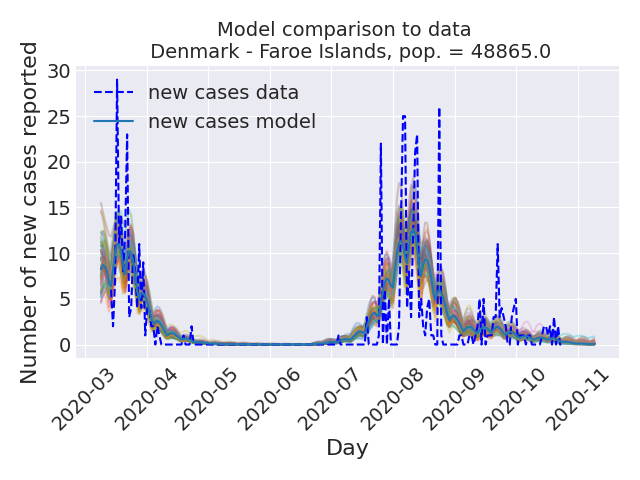 Model comparison to data
Denmark - Faroe Islands, pop. = 48865.0
Number of new cases reported
30
25
20
15
10
5
0
new cases data
new cases model
2020-03
2020-04
2020-05
2020-06
2020-07
2020-08
2020-09
2020-10
2020-11
Day